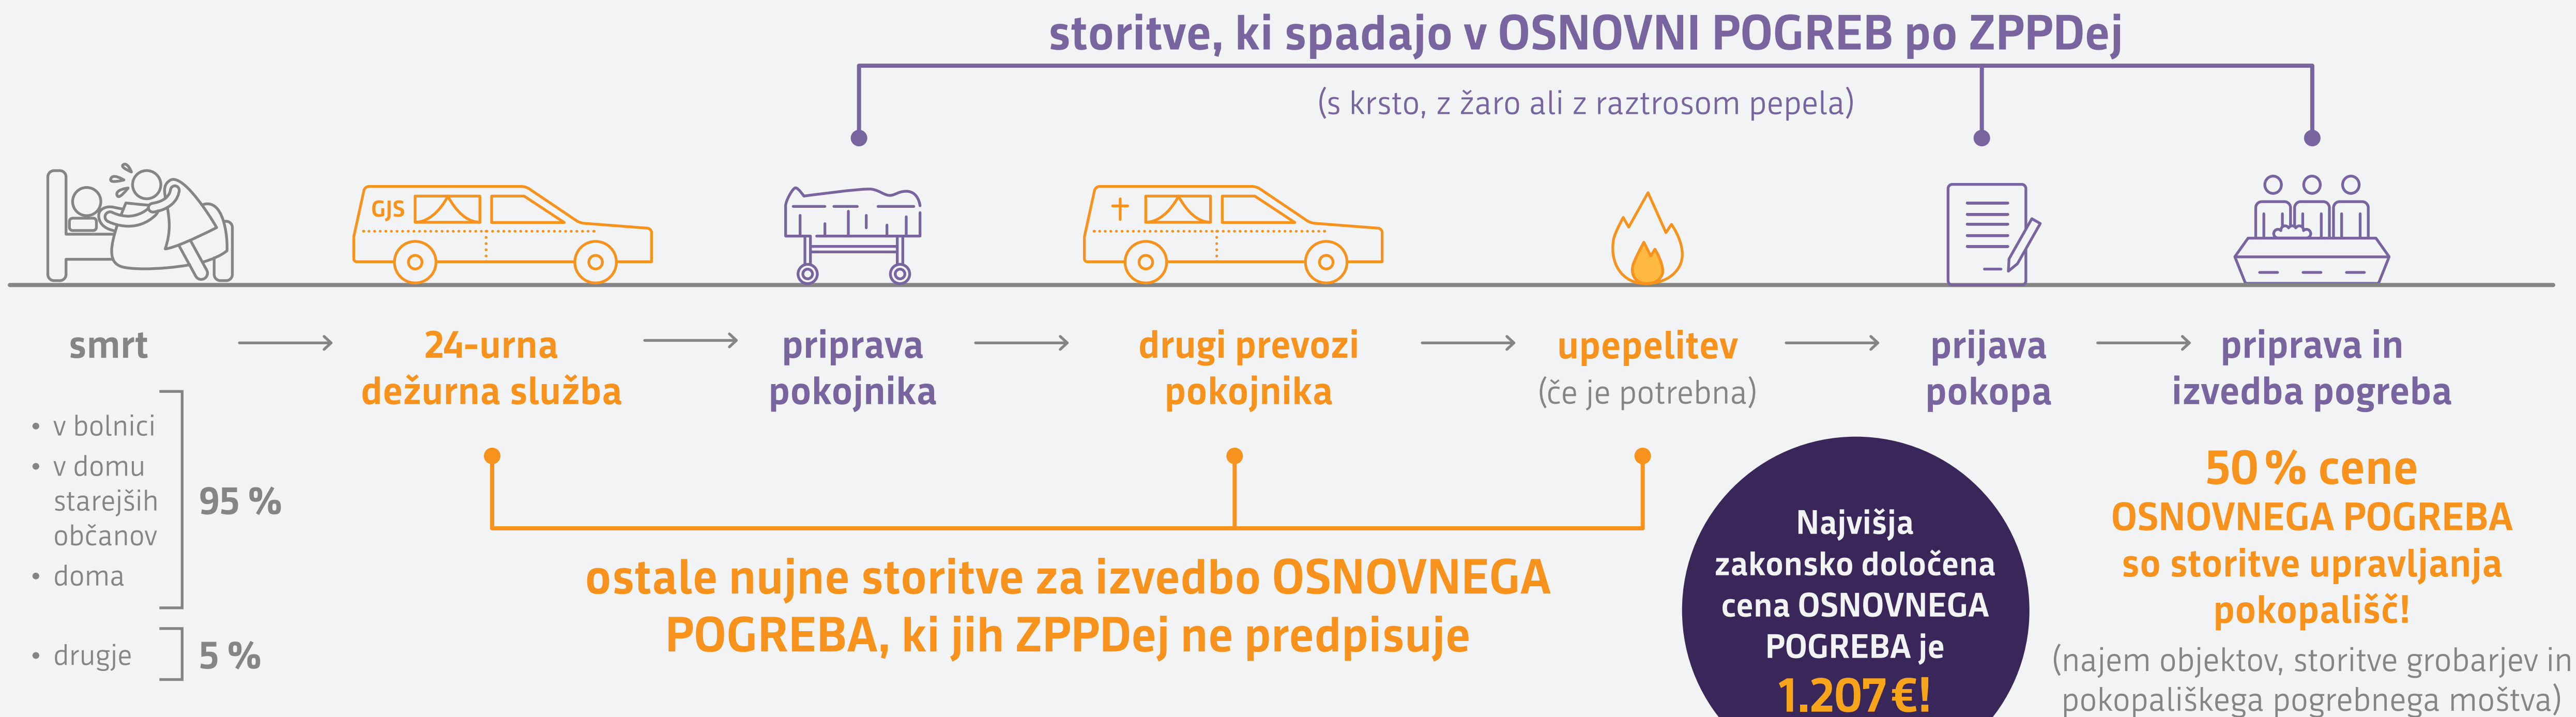 storitve, ki spadajo v OSNOVNI POGREB po ZPPDej
(s krsto, z žaro ali z raztrosom pepela)
GJS
smrt
24-urna
dežurna služba
priprava
pokojnika
drugi prevozi
pokojnika
upepelitev
(če je potrebna)
prijava
pokopa
priprava in
izvedba pogreba
• v bolnici
• v domu
starejših
občanov
• doma
95 %
• drugje
5 %
ostale nujne storitve za izvedbo OSNOVNEGA
POGREBA, ki jih ZPPDej ne predpisuje
Najvišja
zakonsko določena
cena OSNOVNEGA
POGREBA je
1.207 €!
50 % cene
OSNOVNEGA POGREBA
so storitve upravljanja
pokopališč!
(najem objektov, storitve grobarjev in
pokopališkega pogrebnega moštva)